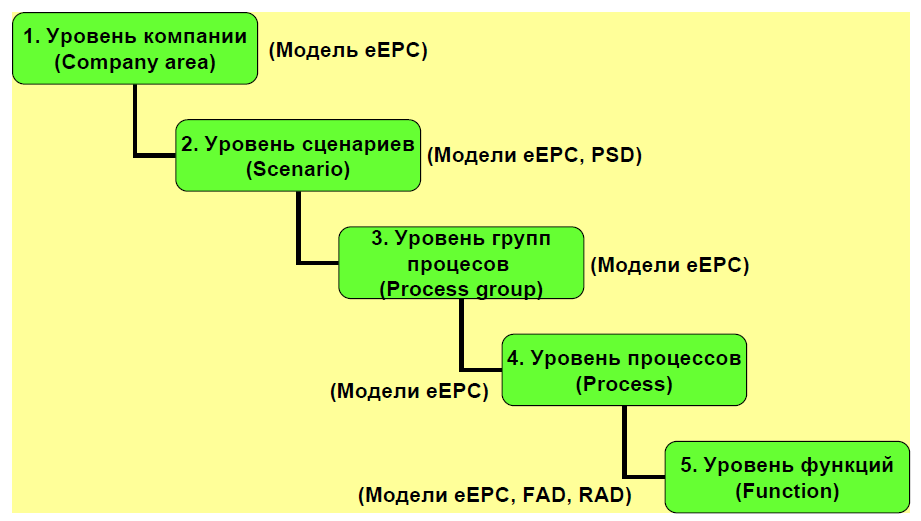 1. Уровень компании
(Company area)
(Модель eEPC)
2. Уровень сценариев
(Scenario)
(Модели eEPC, PSD)
3. Уровень групп
процесов
(Process group)
(Модели eEPC)
4. Уровень процессов
(Process)
(Модели eEPC)
5. Уровень функций
(Function)
(Модели eEPC, FAD, RAD)